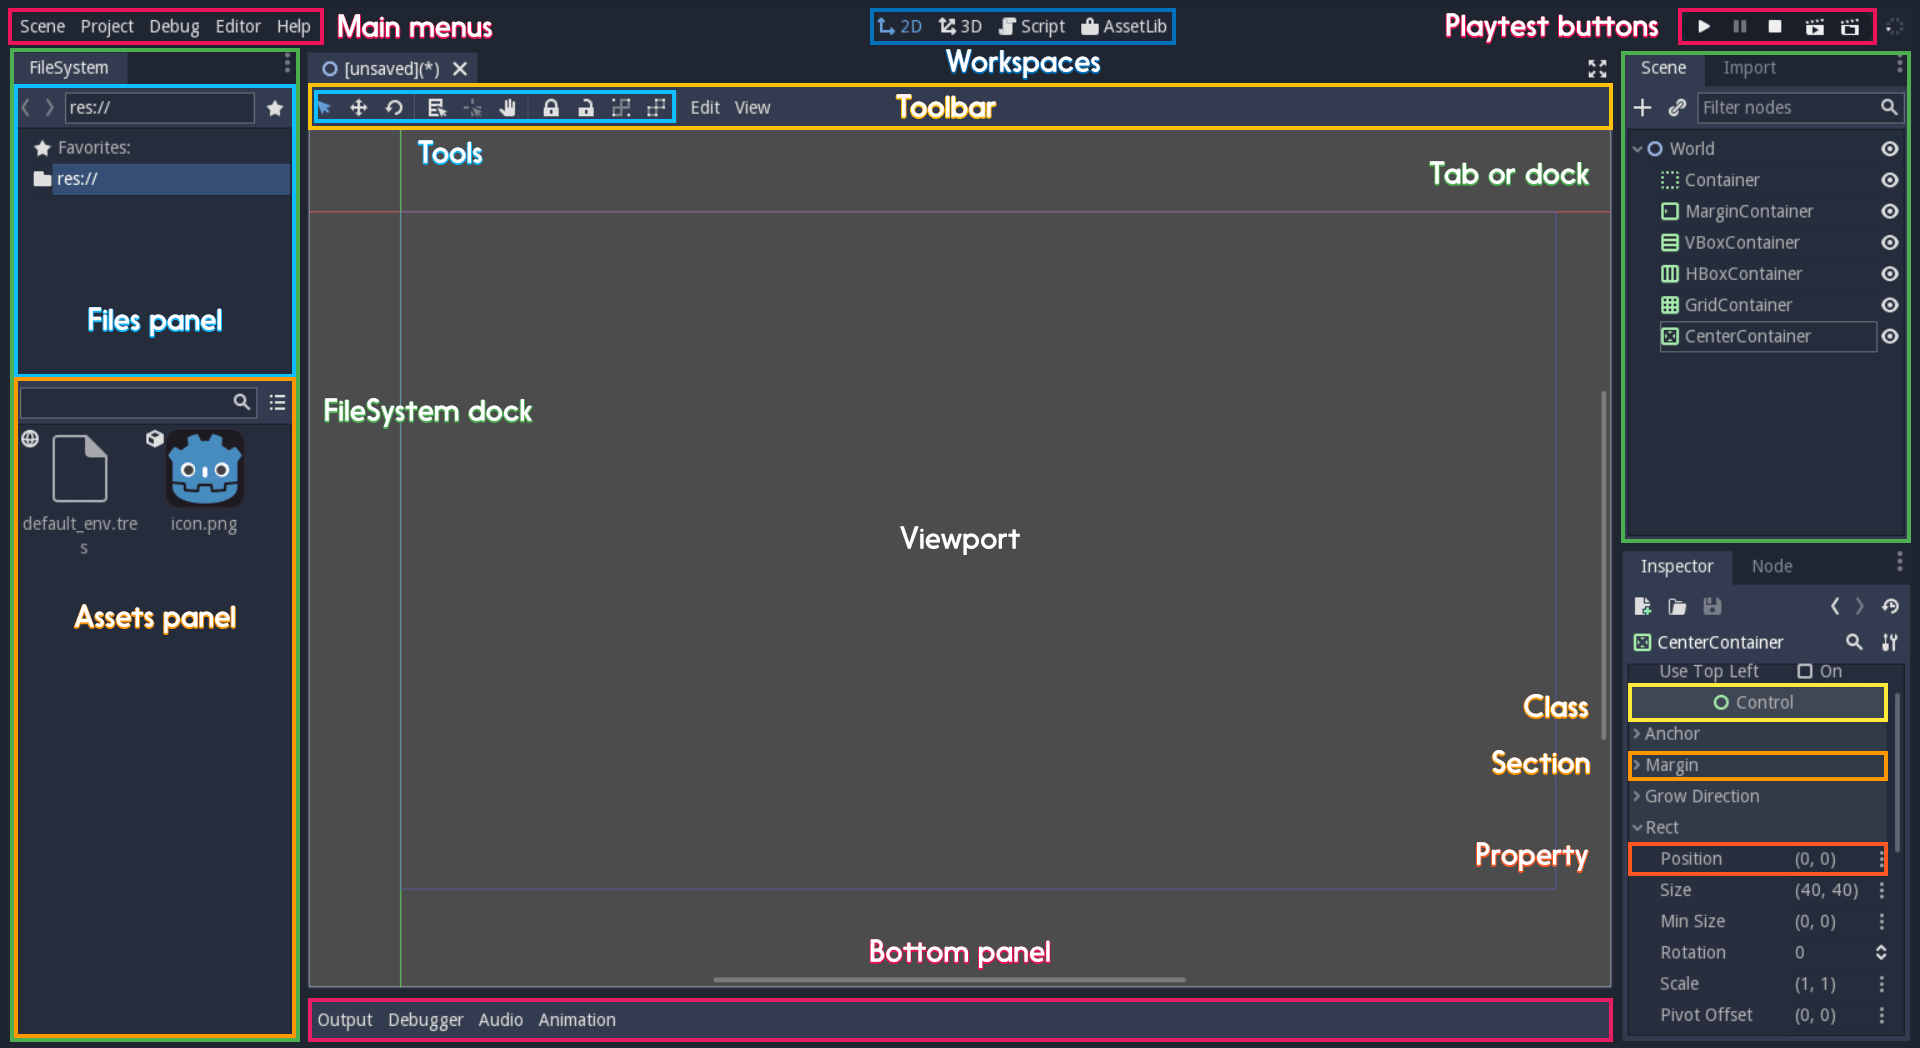 Scene Project Debug Editor Help
Main menus
2D 3D Script AssetLib
Workspaces
Playtest buttons
FileSystem
res://
Favorites:
res://
Files panel
default_env.tre
s
icon.png
Assets panel
[unsaved](*)
Edit View
Toolbar
Tools
Tab or dock
FileSystem dock
Viewport
Class
Section
Property
Bottom panel
Output Debugger Audio Animation
Scene Import
Filter nodes
World
Container
MarginContainer
VBoxContainer
HBoxContainer
GridContainer
CenterContainer
Inspector Node
CenterContainer
Use Top Left On
Control
Anchor
Margin
Grow Direction
Rect
Position (0, 0)
Size (40, 40)
Min Size (0, 0)
Rotation 0
Scale (1, 1)
Pivot Offset (0, 0)